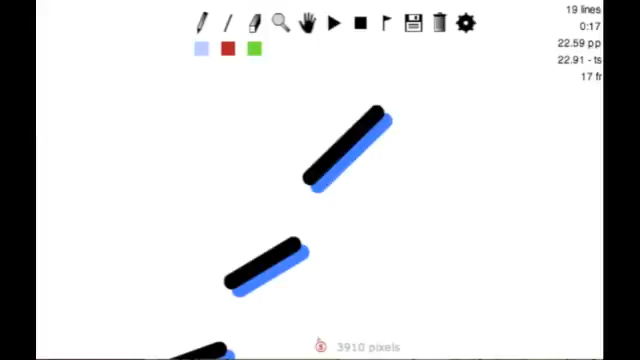 19 lines
0:17
22.59 pp
22.91 - ts
17 fr
3910 pixels